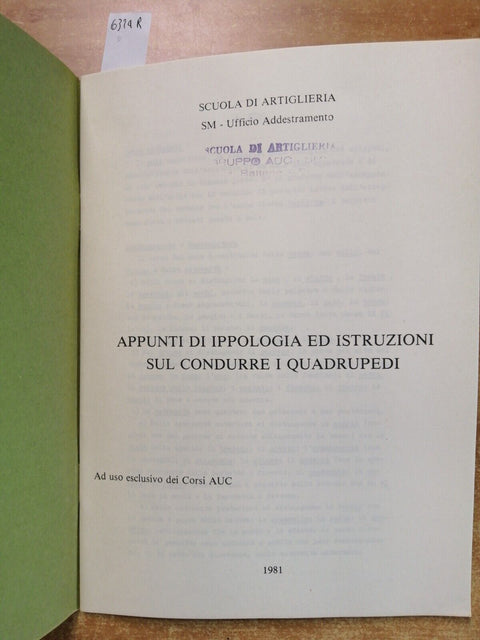 6374 R
SCUOLA DI ARTIGLIERIA
SM - Ufficio Addestramento
SCUOLA DI ARTIGLIERIA
GRUPPO AUC
APPUNTI DI IPPOLOGIA ED ISTRUZIONI
SUL CONDURRE I QUADRUPEDI
Ad uso esclusivo dei Corsi AUC
1981